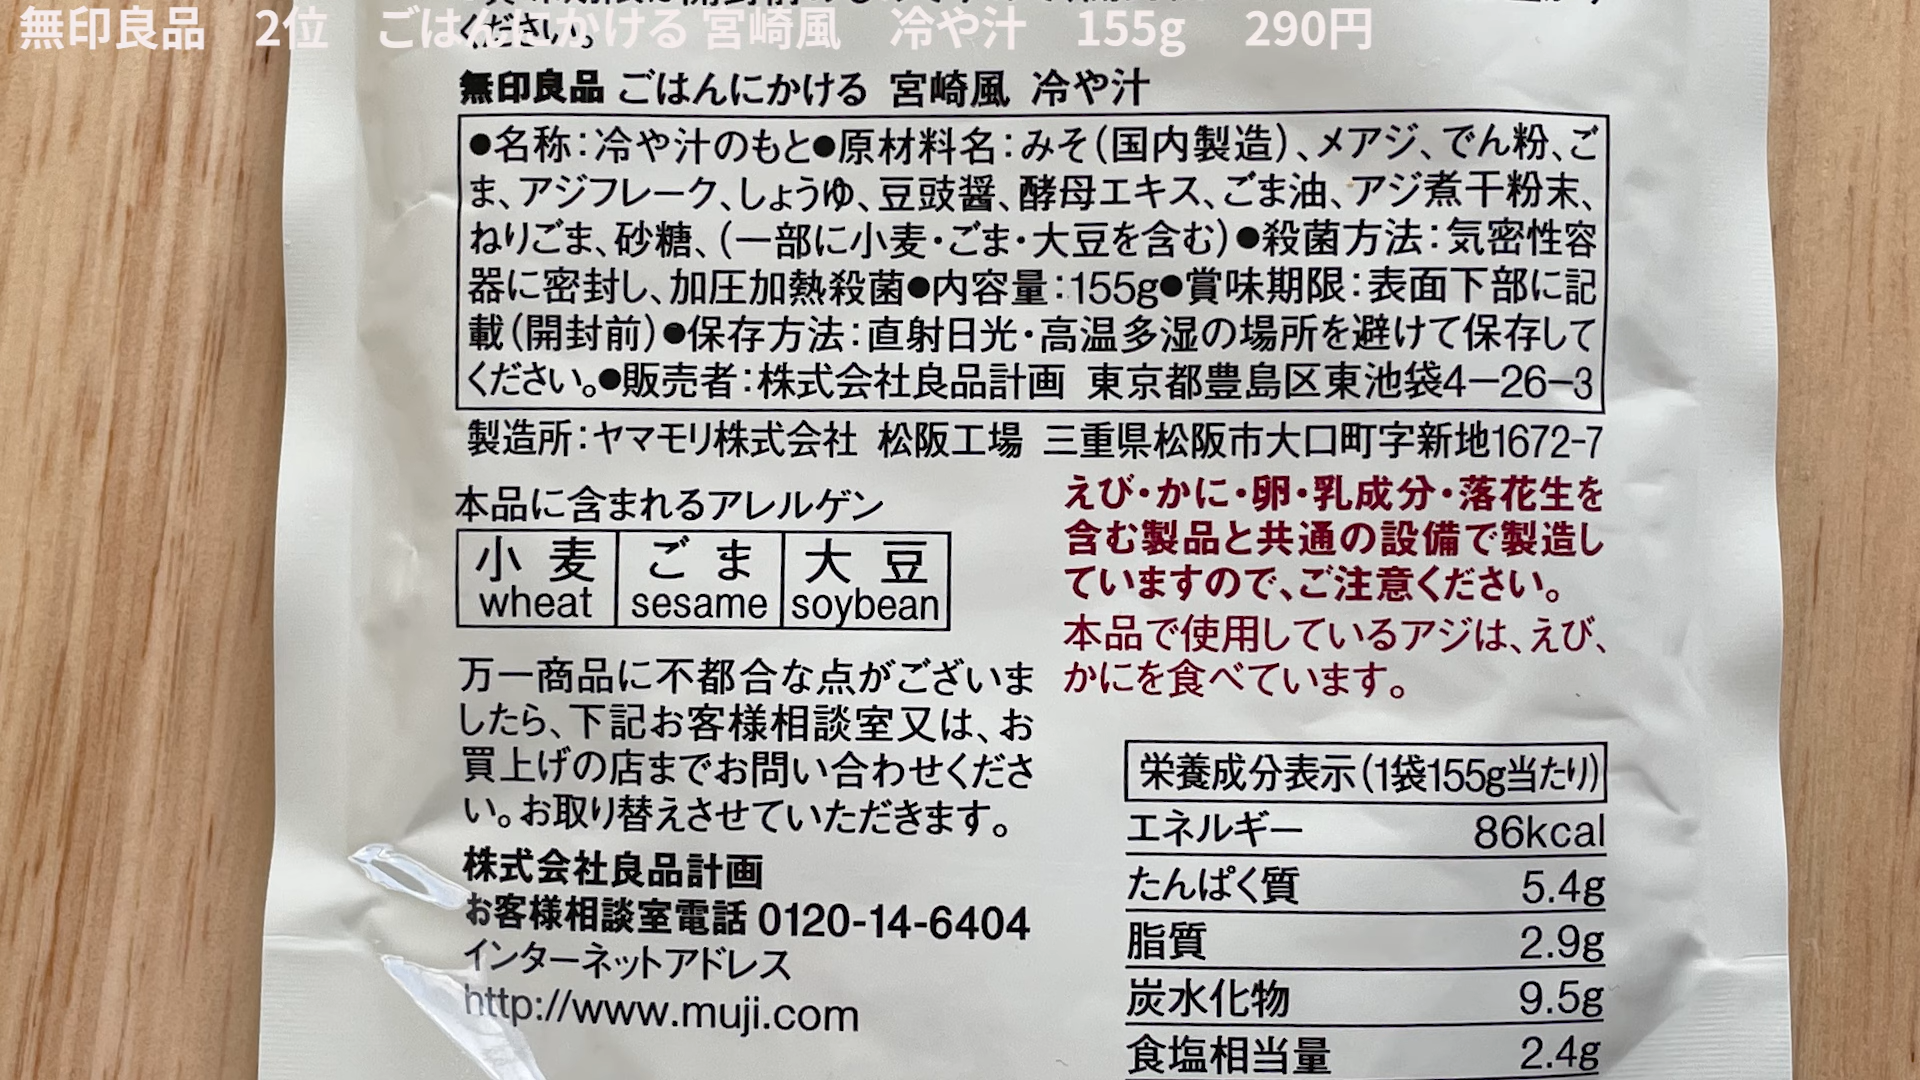 無印良品　2位　ごはんにかける 宮崎風　冷や汁　155g　290円
ください。
無印良品 ごはんにかける 宮崎風 冷や汁
●名称：冷や汁のもと●原材料名：みそ（国内製造）、メアジ、でん粉、ご
ま、アジフレーク、しょうゆ、豆豉醤、酵母エキス、ごま油、アジ煮干粉末、
ねりごま、砂糖、（一部に小麦・ごま・大豆を含む）●殺菌方法：気密性容
器に密封し、加圧加熱殺菌●内容量：155g●賞味期限：表面下部に記
載（開封前）●保存方法：直射日光・高温多湿の場所を避けて保存して
ください。●販売者：株式会社良品計画 東京都豊島区東池袋4−26−3
製造所：ヤマモリ株式会社 松阪工場 三重県松阪市大口町字新地1672-7
本品に含まれるアレルゲン
小麦 ごま 大豆
wheat sesame soybean
えび・かに・卵・乳成分・落花生を
含む製品と共通の設備で製造し
ていますので、ご注意ください。
本品で使用しているアジは、えび、
かにを食べています。
万一商品に不都合な点がございま
したら、下記お客様相談室又は、お
買上げの店までお問い合わせくださ
い。お取り替えさせていただきます。
株式会社良品計画
お客様相談室電話 0120-14-6404
インターネットアドレス
http://www.muji.com
栄養成分表示（1袋155g当たり）
エネルギー 86kcal
たんぱく質 5.4g
脂質 2.9g
炭水化物 9.5g
食塩相当量 2.4g